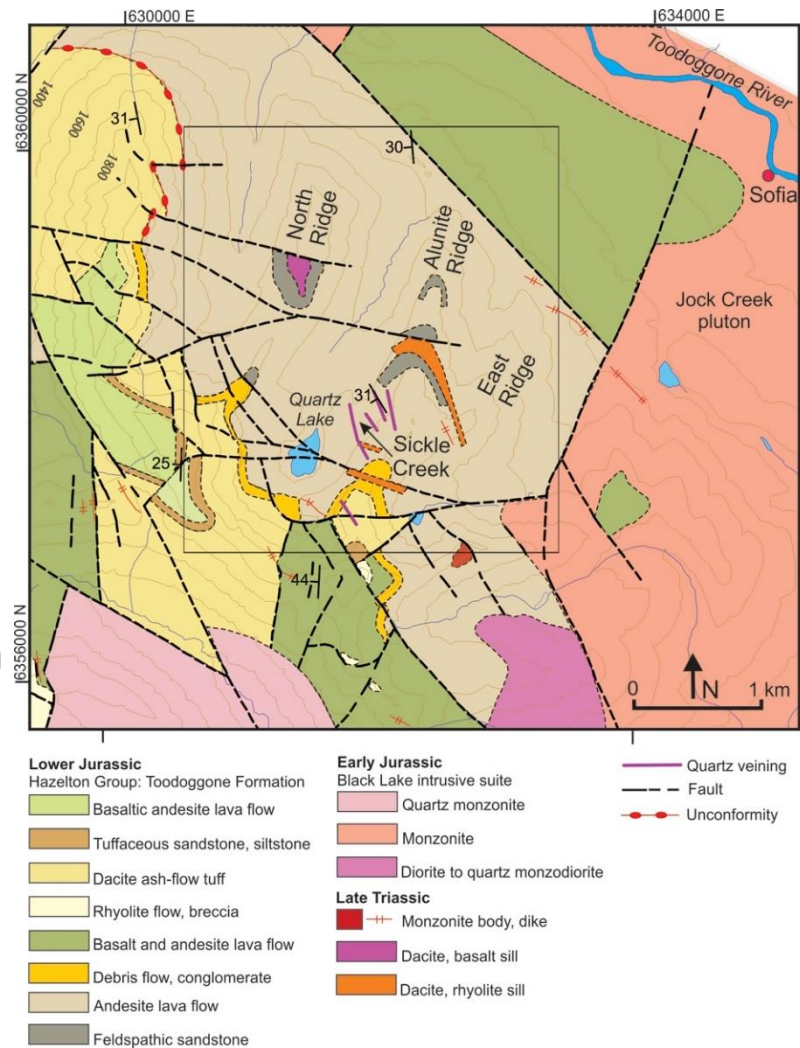 630000 E
634000 E
6360000 N
6356000 N
1400
1600
1800
31
30
Toodoggone River
Sofia
North
Ridge
Alunite
Ridge
Jock Creek
pluton
East
Ridge
Quartz
Lake
31
Sickle
Creek
25
44
N
0 1 km
Lower Jurassic
Hazelton Group: Toodoggone Formation
Basaltic andesite lava flow
Tuffaceous sandstone, siltstone
Dacite ash-flow tuff
Rhyolite flow, breccia
Basalt and andesite lava flow
Debris flow, conglomerate
Andesite lava flow
Feldspathic sandstone
Early Jurassic
Black Lake intrusive suite
Quartz monzonite
Monzonite
Diorite to quartz monzodiorite
Late Triassic
Monzonite body, dike
Dacite, basalt sill
Dacite, rhyolite sill
Quartz veining
Fault
Unconformity